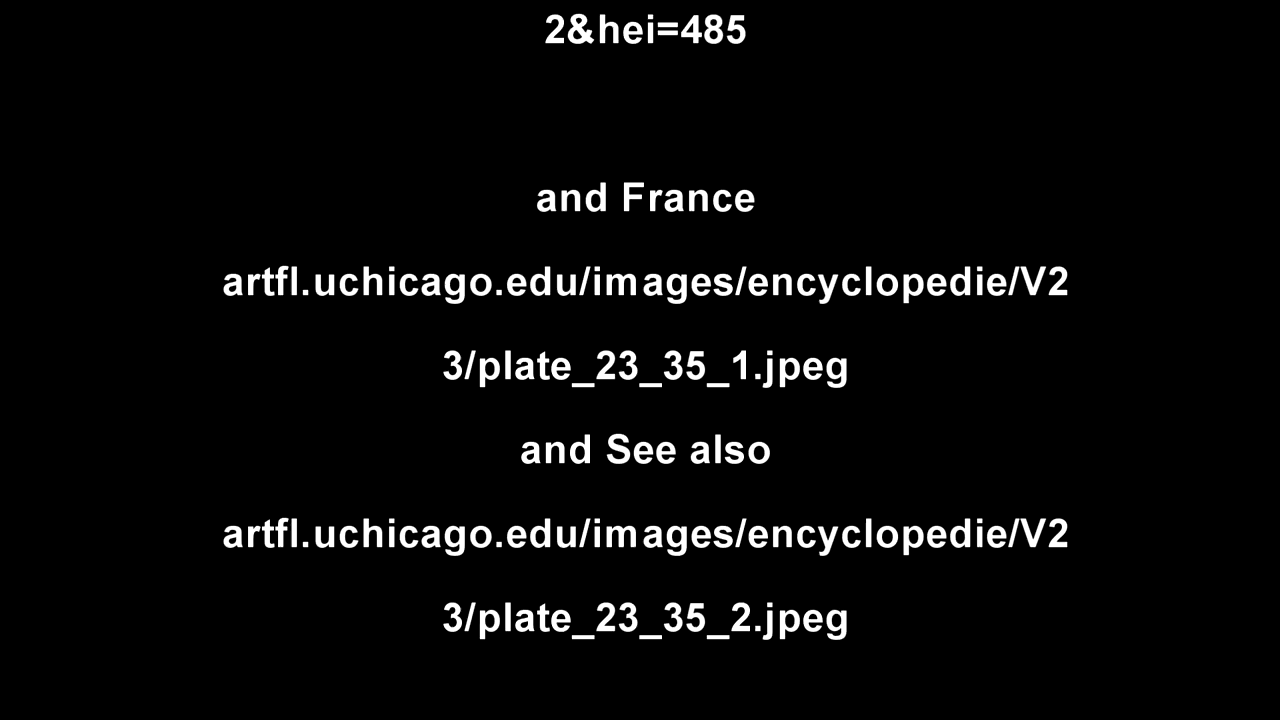 2&hei=485
and France
artfl.uchicago.edu/images/encyclopedie/V2
3/plate_23_35_1.jpeg
and See also
artfl.uchicago.edu/images/encyclopedie/V2
3/plate_23_35_2.jpeg